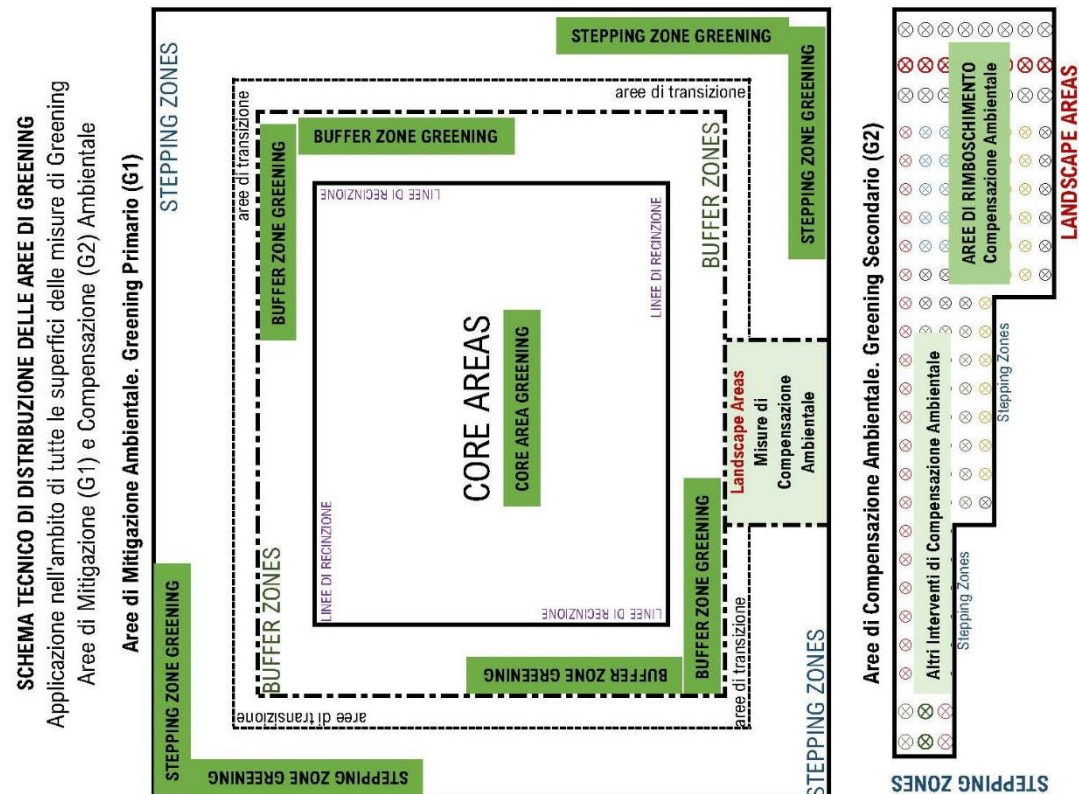 SCHEMA TECNICO DI DISTRIBUZIONE DELLE AREE DI GREENING
Applicazione nell'ambito di tutte le superfici delle misure di Greening
Aree di Mitigazione (G1) e Compensazione (G2) Ambientale
Aree di Mitigazione Ambientale. Greening Primario (G1)
STEPPING ZONE GREENING
STEPPING ZONE GREENING
STEPPING ZONES
STEPPING ZONE GREENING
STEPPING ZONE GREENING
STEPPING ZONES
aree di transizione
aree di transizione
aree di transizione
aree di transizione
BUFFER ZONES
BUFFER ZONE GREENING
BUFFER ZONE GREENING
BUFFER ZONE GREENING
BUFFER ZONE GREENING
BUFFER ZONES
LINEE DI RECINZIONE
LINEE DI RECINZIONE
LINEE DI RECINZIONE
LINEE DI RECINZIONE
CORE AREAS
CORE AREA GREENING
Landscape Areas
Misure di
Compensazione
Ambientale
Aree di Compensazione Ambientale. Greening Secondario (G2)
STEPPING ZONES
Altri Interventi di Compensazione Ambientale
Stepping Zones
Stepping Zones
AREE DI RIMBOSCHIMENTO
Compensazione Ambientale
LANDSCAPE AREAS